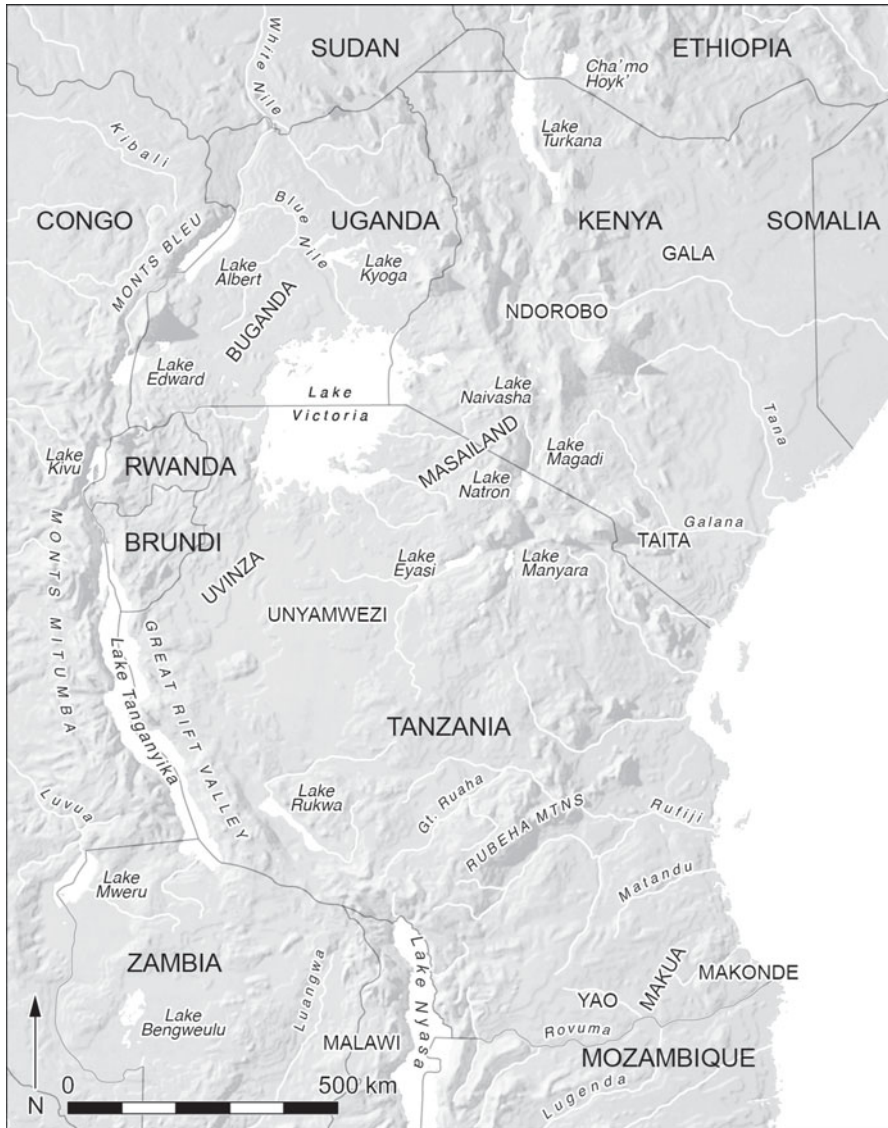 SUDAN
ETHIOPIA
White Nile
Cha'mo
Hoyk'
Kibali
Lake
Turkana
CONGO
MONTS BLEU
Blue Nile
UGANDA
KENYA
SOMALIA
Lake
Albert
Lake
Kyoga
GALA
BUGANDA
NDOROBO
Lake
Edward
Lake
Victoria
Lake
Naivasha
Tana
Lake
Kivu
RWANDA
MASAILAND
Lake
Magadi
Lake
Natron
MONTS MITUMBA
BRUNDI
Galana
TAITA
UVINZA
Lake
Eyasi
Lake
Manyara
UNYAMWEZI
Lake Tanganyika
GREAT RIFT VALLEY
TANZANIA
Luvua
Lake
Rukwa
Gt. Ruaha
RUBEHA MTNS
Rufiji
Lake
Mweru
Matandu
ZAMBIA
Luangwa
Lake Nyasa
MAKUA
MAKONDE
YAO
Lake
Bengweulu
MALAWI
Rovuma
MOZAMBIQUE
Lugenda
N
0
500 km